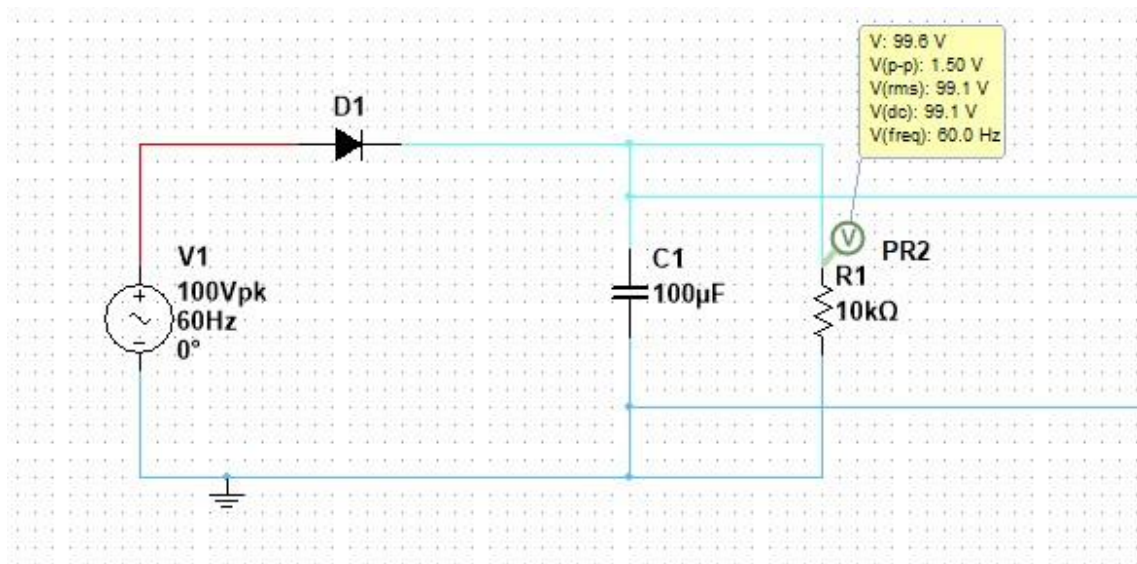 V: 99.6 V
V(p-p): 1.50 V
V(rms): 99.1 V
V(dc): 99.1 V
V(freq): 60.0 Hz
D1
V
PR2
V1
100Vpk
60Hz
0°
C1
100µF
R1
10kΩ